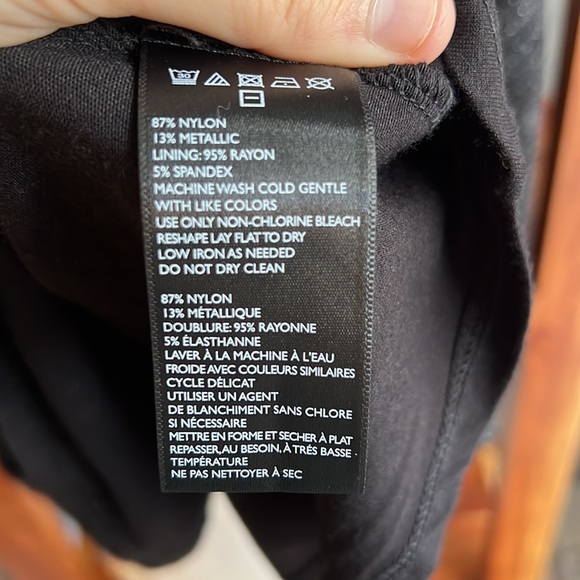 30
87% NYLON
13% METALLIC
LINING: 95% RAYON
5% SPANDEX
MACHINE WASH COLD GENTLE
WITH LIKE COLORS
USE ONLY NON-CHLORINE BLEACH
RESHAPE LAY FLAT TO DRY
LOW IRON AS NEEDED
DO NOT DRY CLEAN
87% NYLON
13% MÉTALLIQUE
DOUBLURE: 95% RAYONNE
5% ÉLASTHANNE
LAVER À LA MACHINE À L'EAU
FROIDE AVEC COULEURS SIMILAIRES
CYCLE DÉLICAT
UTILISER UN AGENT
DE BLANCHIMENT SANS CHLORE
SI NÉCESSAIRE
METTRE EN FORME ET SECHER À PLAT
REPASSER, AU BESOIN, À TRÉS BASSE
TEMPÉRATURE
NE PAS NETTOYER À SEC